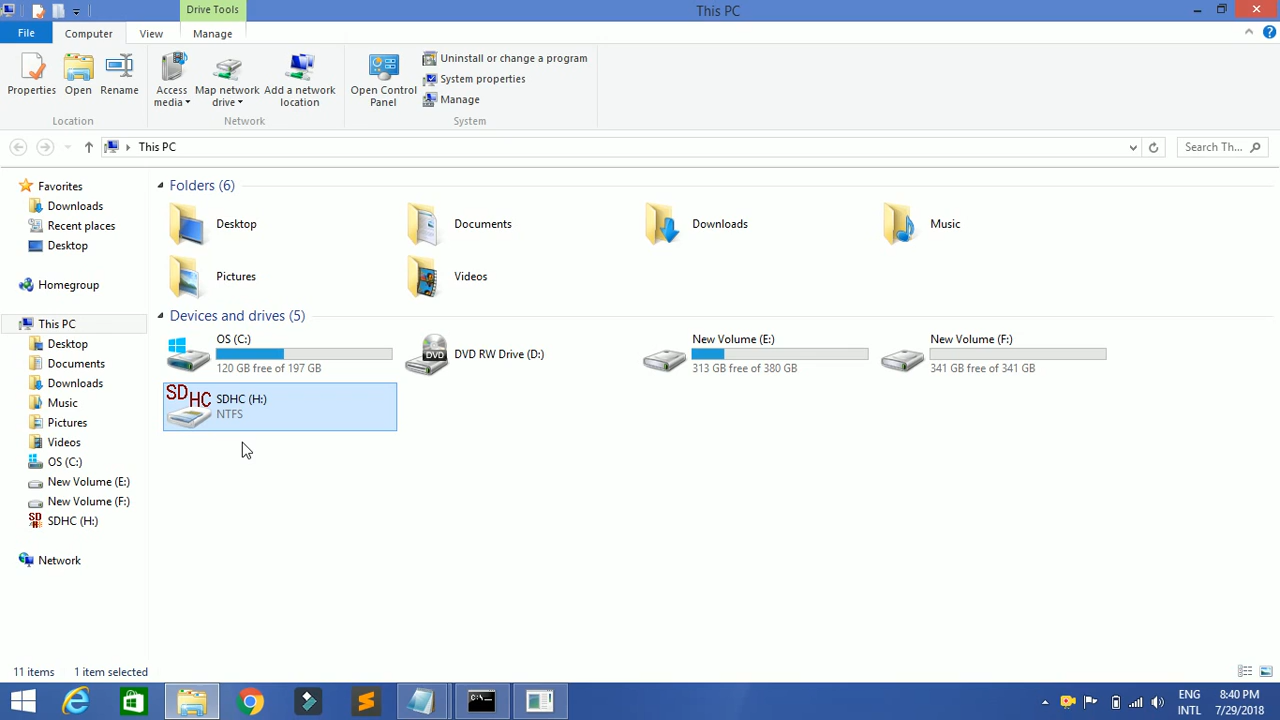 Drive Tools
This PC
File
Computer
View
Manage
Properties
Open
Rename
Access
media
Map network
drive
Add a network
location
Open Control
Panel
Uninstall or change a program
System properties
Manage
Location
Network
System
This PC
Search Th...
Favorites
Downloads
Recent places
Desktop
Homegroup
This PC
Desktop
Documents
Downloads
Music
Pictures
Videos
OS (C:)
New Volume (E:)
New Volume (F:)
SDHC (H:)
Network
Folders (6)
Desktop
Documents
Downloads
Music
Pictures
Videos
Devices and drives (5)
OS (C:)
120 GB free of 197 GB
DVD
DVD RW Drive (D:)
New Volume (E:)
313 GB free of 380 GB
New Volume (F:)
341 GB free of 341 GB
SDHC
SDHC (H:)
NTFS
11 items
1 item selected
ENG
INTL
8:40 PM
7/29/2018